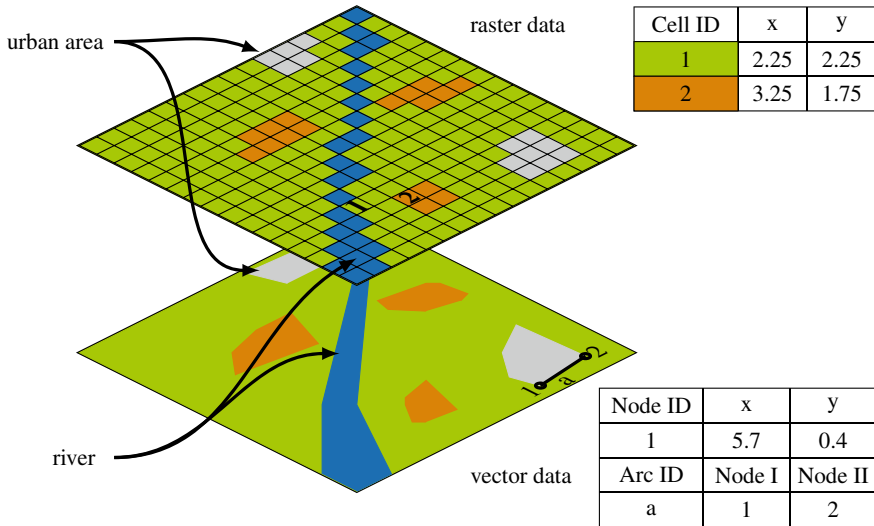 raster data
Cell ID x y
1 2.25 2.25
2 3.25 1.75
urban area
1
2
1
a
2
river
vector data
Node ID x y
1 5.7 0.4
Arc ID Node I Node II
a 1 2